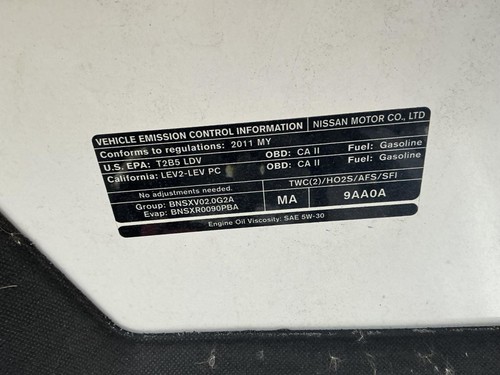 VEHICLE EMISSION CONTROL INFORMATION NISSAN MOTOR CO., LTD
Conforms to regulations: 2011 MY
U.S. EPA: T2B5 LDV OBD: CA II Fuel: Gasoline
California: LEV2-LEV PC OBD: CA II Fuel: Gasoline
No adjustments needed. TWC(2)/HO2S/AFS/SFI
Group: BNSXV02.0G2A MA 9AA0A
Evap: BNSXR0090PBA
Engine Oil Viscosity: SAE 5W-30